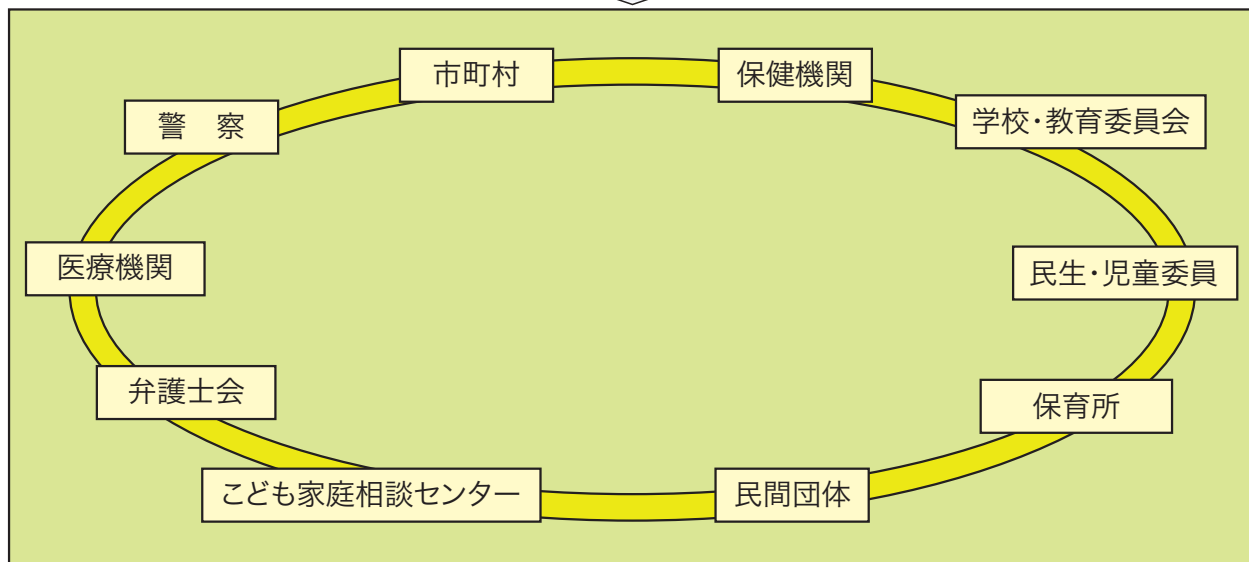 市町村
保健機関
警　察
学校・教育委員会
医療機関
民生・児童委員
弁護士会
保育所
こども家庭相談センター
民間団体